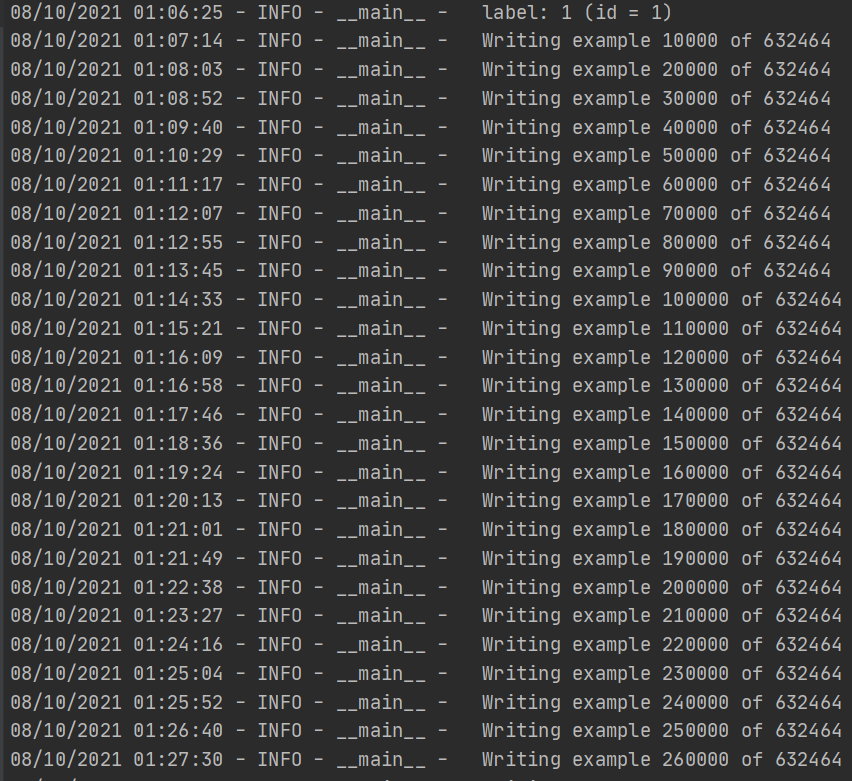 08/10/2021 01:06:25 - INFO - __main__ -   label: 1 (id = 1)
08/10/2021 01:07:14 - INFO - __main__ -   Writing example 10000 of 632464
08/10/2021 01:08:03 - INFO - __main__ -   Writing example 20000 of 632464
08/10/2021 01:08:52 - INFO - __main__ -   Writing example 30000 of 632464
08/10/2021 01:09:40 - INFO - __main__ -   Writing example 40000 of 632464
08/10/2021 01:10:29 - INFO - __main__ -   Writing example 50000 of 632464
08/10/2021 01:11:17 - INFO - __main__ -   Writing example 60000 of 632464
08/10/2021 01:12:07 - INFO - __main__ -   Writing example 70000 of 632464
08/10/2021 01:12:55 - INFO - __main__ -   Writing example 80000 of 632464
08/10/2021 01:13:45 - INFO - __main__ -   Writing example 90000 of 632464
08/10/2021 01:14:33 - INFO - __main__ -   Writing example 100000 of 632464
08/10/2021 01:15:21 - INFO - __main__ -   Writing example 110000 of 632464
08/10/2021 01:16:09 - INFO - __main__ -   Writing example 120000 of 632464
08/10/2021 01:16:58 - INFO - __main__ -   Writing example 130000 of 632464
08/10/2021 01:17:46 - INFO - __main__ -   Writing example 140000 of 632464
08/10/2021 01:18:36 - INFO - __main__ -   Writing example 150000 of 632464
08/10/2021 01:19:24 - INFO - __main__ -   Writing example 160000 of 632464
08/10/2021 01:20:13 - INFO - __main__ -   Writing example 170000 of 632464
08/10/2021 01:21:01 - INFO - __main__ -   Writing example 180000 of 632464
08/10/2021 01:21:49 - INFO - __main__ -   Writing example 190000 of 632464
08/10/2021 01:22:38 - INFO - __main__ -   Writing example 200000 of 632464
08/10/2021 01:23:27 - INFO - __main__ -   Writing example 210000 of 632464
08/10/2021 01:24:16 - INFO - __main__ -   Writing example 220000 of 632464
08/10/2021 01:25:04 - INFO - __main__ -   Writing example 230000 of 632464
08/10/2021 01:25:52 - INFO - __main__ -   Writing example 240000 of 632464
08/10/2021 01:26:40 - INFO - __main__ -   Writing example 250000 of 632464
08/10/2021 01:27:30 - INFO - __main__ -   Writing example 260000 of 632464